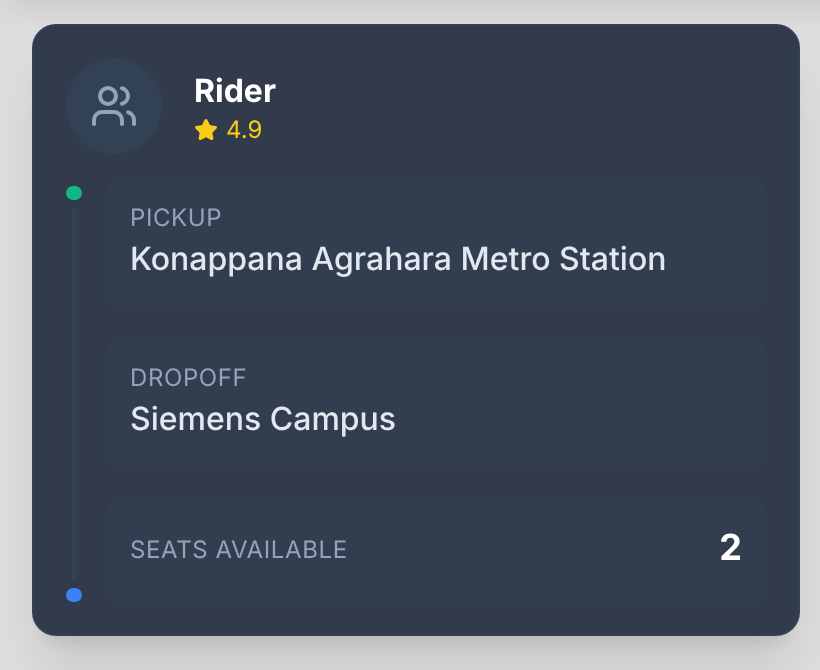 Rider
4.9
PICKUP
Konappana Agrahara Metro Station
DROPOFF
Siemens Campus
SEATS AVAILABLE 2